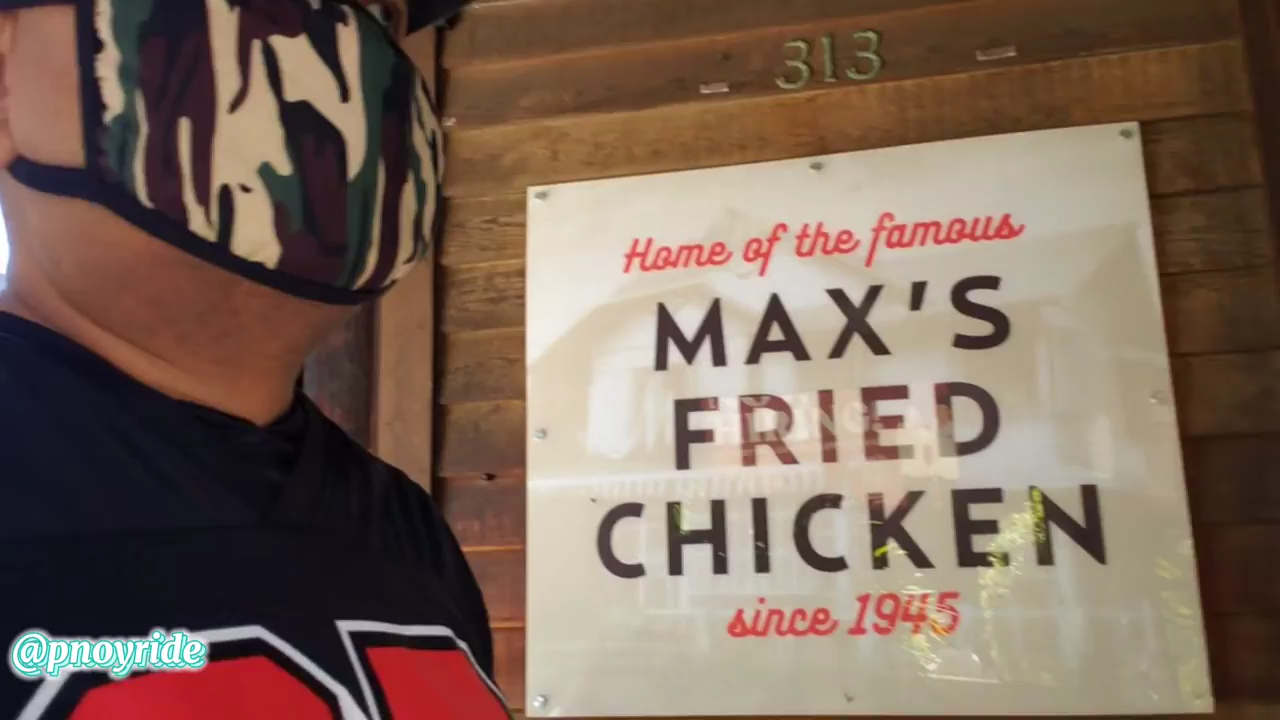 313
Home of the famous
MAX'S
FRIED
CHICKEN
since 1945
@pnoyride